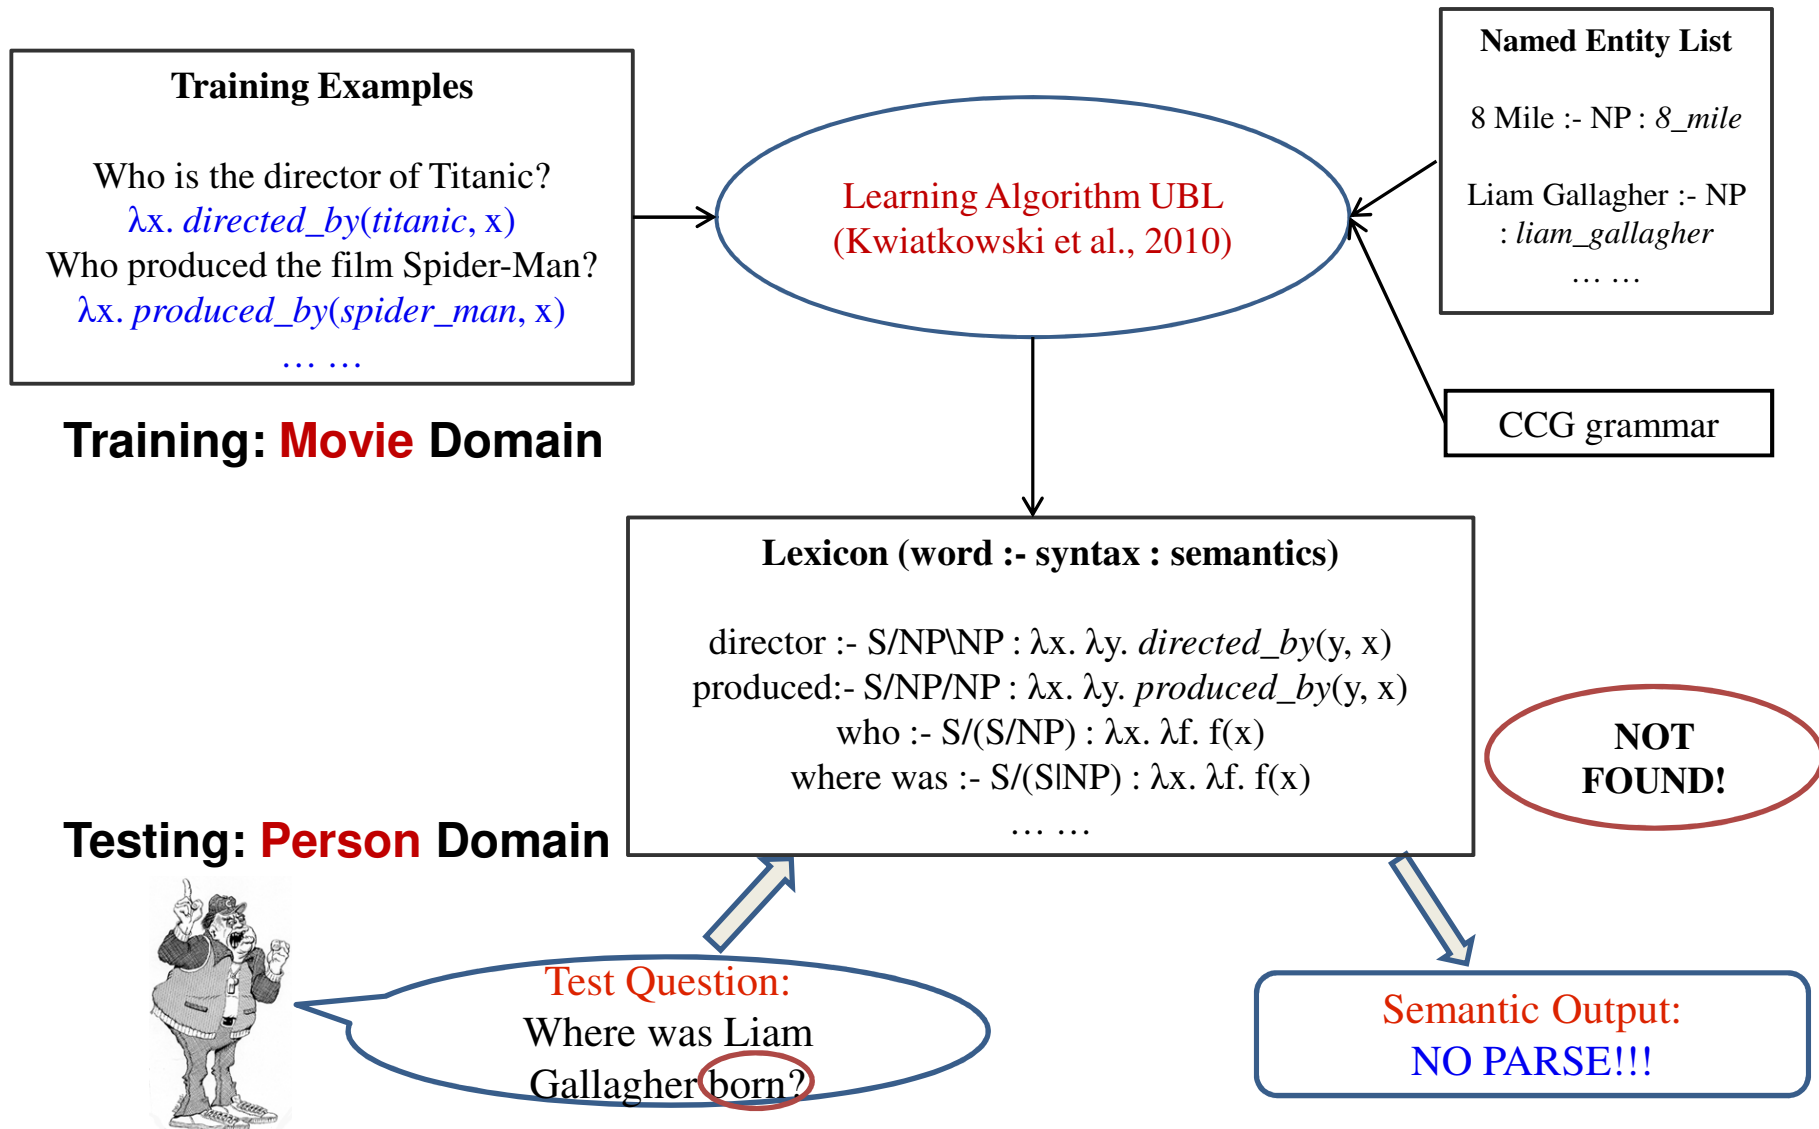 Training Examples
Who is the director of Titanic?
λx. directed_by(titanic, x)
Who produced the film Spider-Man?
λx. produced_by(spider_man, x)
… …
Training: Movie Domain
Learning Algorithm UBL
(Kwiatkowski et al., 2010)
Named Entity List
8 Mile :- NP : 8_mile
Liam Gallagher :- NP
: liam_gallagher
… …
CCG grammar
Lexicon (word :- syntax : semantics)
director :- S/NP\NP : λx. λy. directed_by(y, x)
produced:- S/NP/NP : λx. λy. produced_by(y, x)
who :- S/(S/NP) : λx. λf. f(x)
where was :- S/(S|NP) : λx. λf. f(x)
… …
NOT
FOUND!
Testing: Person Domain
Test Question:
Where was Liam
Gallagher born?
Semantic Output:
NO PARSE!!!